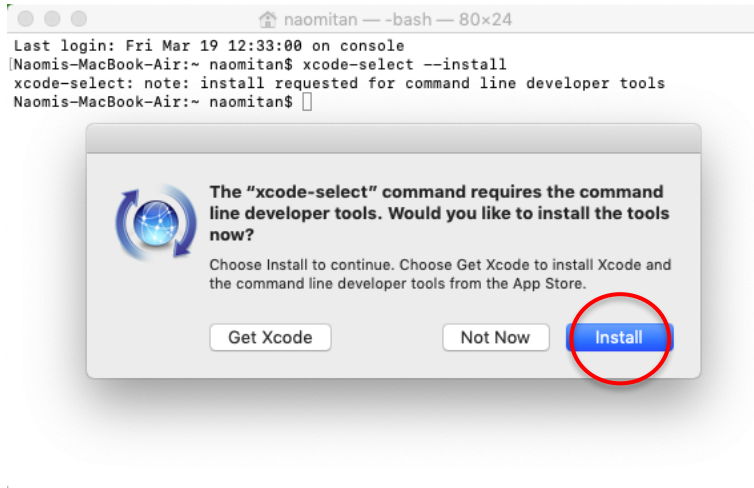 naomitan — -bash — 80×24
Last login: Fri Mar 19 12:33:00 on console
[Naomis-MacBook-Air:~ naomitan$ xcode-select --install
xcode-select: note: install requested for command line developer tools
Naomis-MacBook-Air:~ naomitan$
The “xcode-select” command requires the command
line developer tools. Would you like to install the tools
now?
Choose Install to continue. Choose Get Xcode to install Xcode and
the command line developer tools from the App Store.
Get Xcode Not Now Install